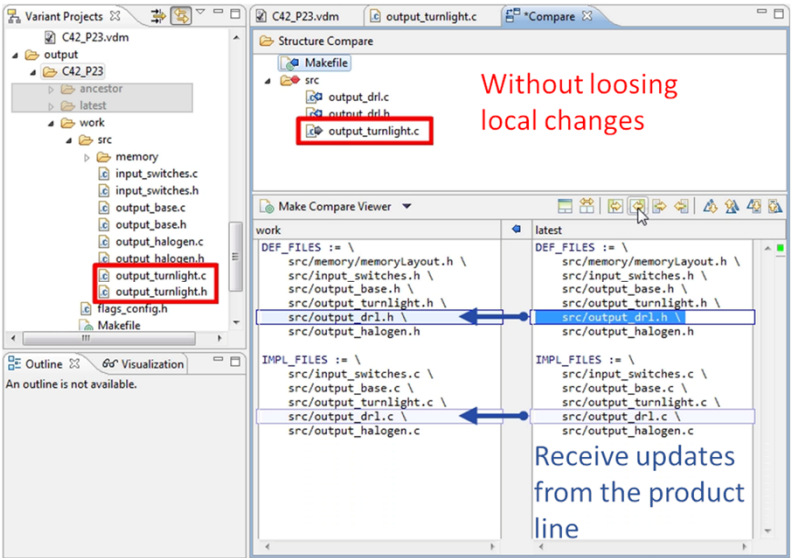 Variant Projects
C42_P23.vdm
output
C42_P23
ancestor
latest
work
src
memory
input_switches.c
input_switches.h
output_base.c
output_base.h
output_halogen.c
output_halogen.h
output_turnlight.c
output_turnlight.h
flags_config.h
Makefile
Outline
Visualization
An outline is not available.
C42_P23.vdm
output_turnlight.c
*Compare
Structure Compare
Makefile
src
output_drl.c
output_drl.h
output_turnlight.c
Without loosing
local changes
Make Compare Viewer
work
latest
DEF_FILES := \
src/memory/memoryLayout.h \
src/input_switches.h \
src/output_base.h \
src/output_turnlight.h \
src/output_drl.h \
src/output_halogen.h
IMPL_FILES := \
src/input_switches.c \
src/output_base.c \
src/output_turnlight.c \
src/output_drl.c \
src/output_halogen.c
DEF_FILES := \
src/memory/memoryLayout.h \
src/input_switches.h \
src/output_base.h \
src/output_turnlight.h \
src/output_drl.h \
src/output_halogen.h
IMPL_FILES := \
src/input_switches.c \
src/output_base.c \
src/output_turnlight.c \
src/output_drl.c \
src/output_halogen.c
Receive updates
from the product
line